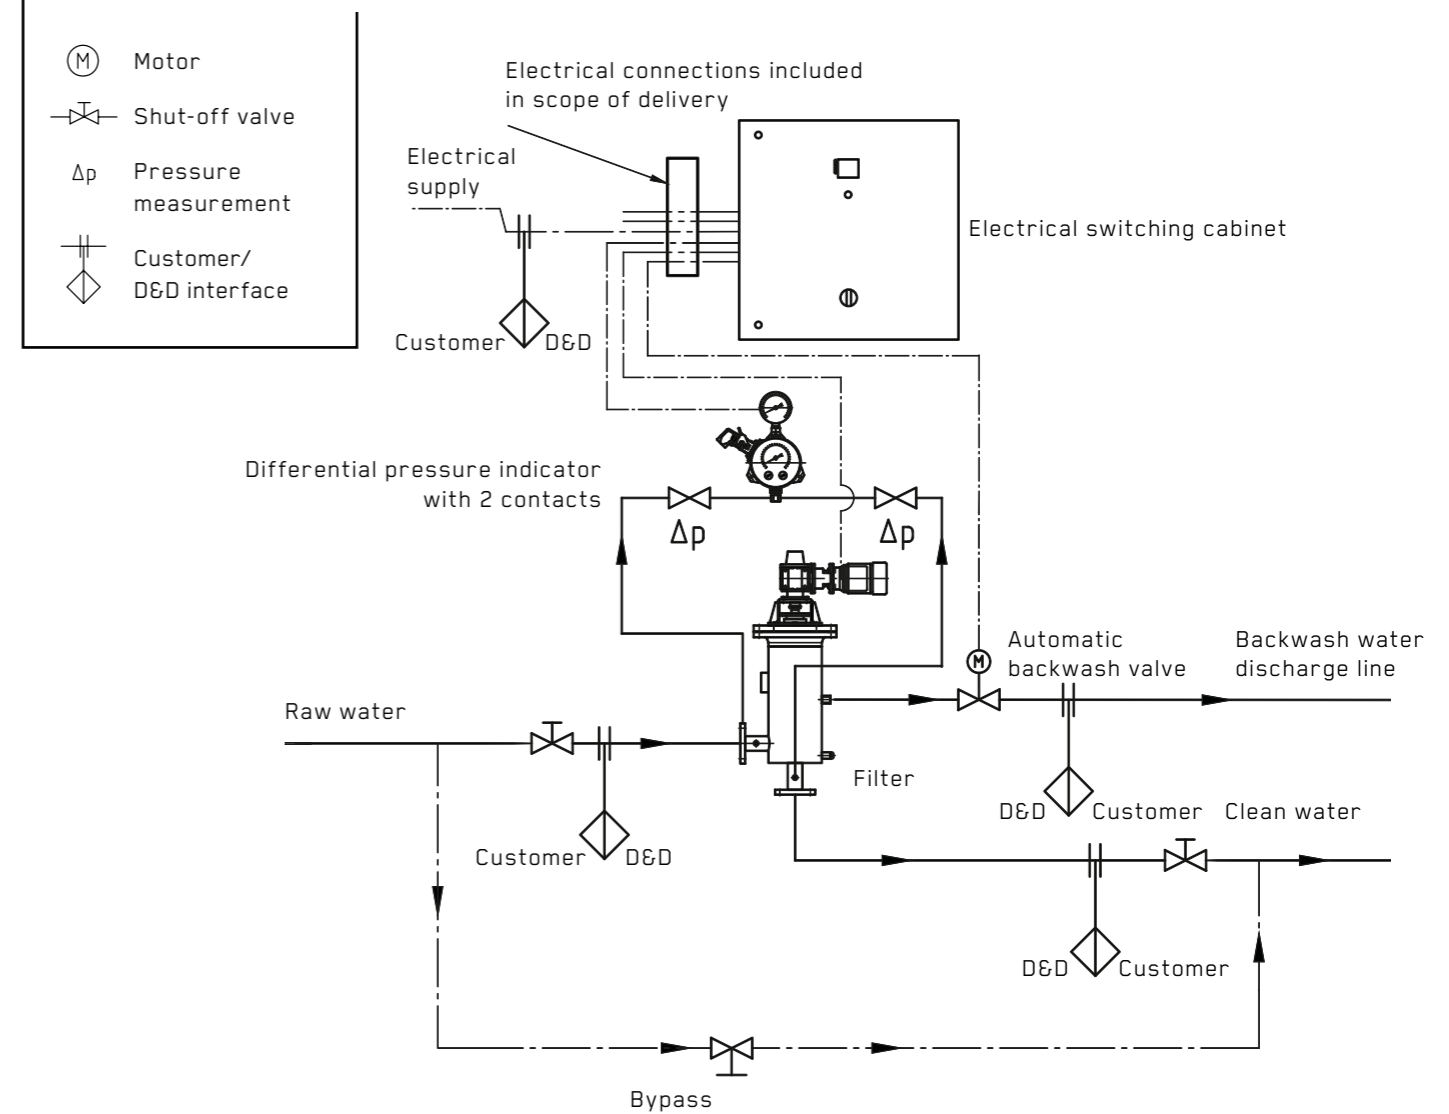 M Motor
Shut-off valve
Δp Pressure
measurement
Customer/
D&D interface
Electrical connections included
in scope of delivery
Electrical
supply
Electrical switching cabinet
Customer D&D
Differential pressure indicator
with 2 contacts
Δp Δp
M
Automatic
backwash valve
Backwash water
discharge line
Raw water
Filter
D&D Customer
Clean water
Customer D&D
D&D Customer
Bypass